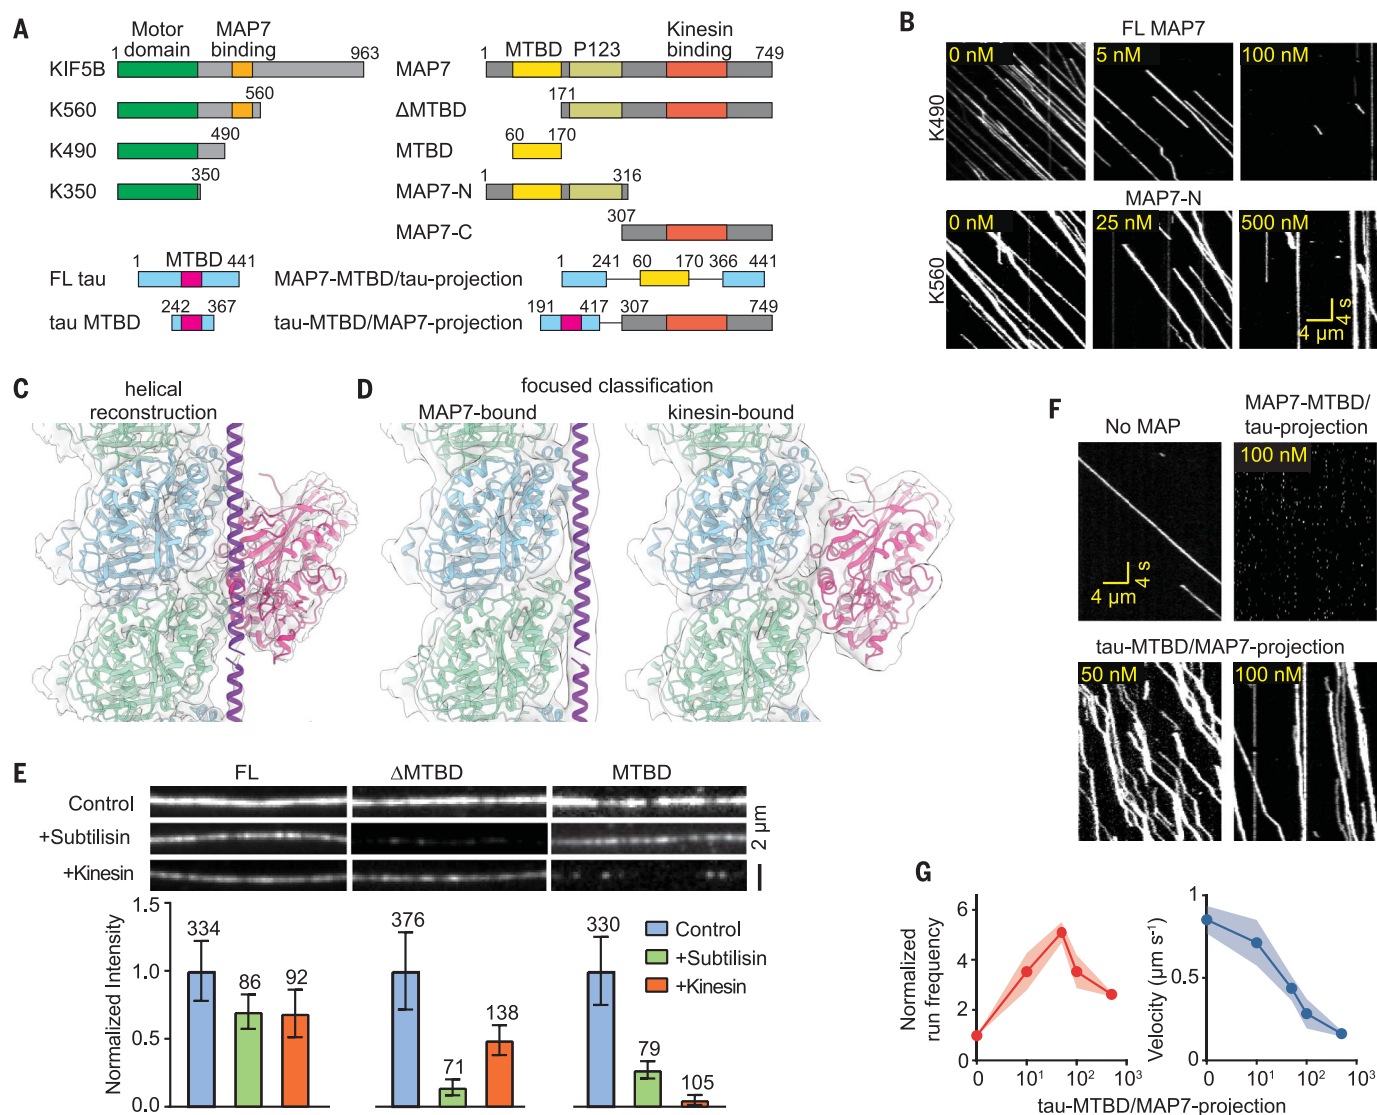 A
Motor domain
MAP7 binding
1
963
KIF5B
560
K560
490
K490
350
K350
1
MTBD
P123
Kinesin binding
749
MAP7
171
ΔMTBD
60
170
MTBD
1
316
MAP7-N
307
MAP7-C
1
MTBD
441
FL tau
242
367
tau MTBD
1
241
60
170
366
441
MAP7-MTBD/tau-projection
191
417
307
749
tau-MTBD/MAP7-projection
B
FL MAP7
0 nM
5 nM
100 nM
K490
MAP7-N
0 nM
25 nM
500 nM
K560
4 µm
4 s
C
helical reconstruction
D
focused classification
MAP7-bound
kinesin-bound
E
FL
ΔMTBD
MTBD
Control
+Subtilisin
+Kinesin
2 µm
Normalized Intensity
1.5
1.0
0.5
0.0
334
86
92
376
71
138
330
79
105
Control
+Subtilisin
+Kinesin
F
No MAP
MAP7-MTBD/
tau-projection
100 nM
4 µm
4 s
tau-MTBD/MAP7-projection
50 nM
100 nM
G
Normalized
run frequency
6
4
2
0
0
10¹
10²
10³
Velocity (µm s⁻¹)
1
0.5
0
0
10¹
10²
10³
tau-MTBD/MAP7-projection